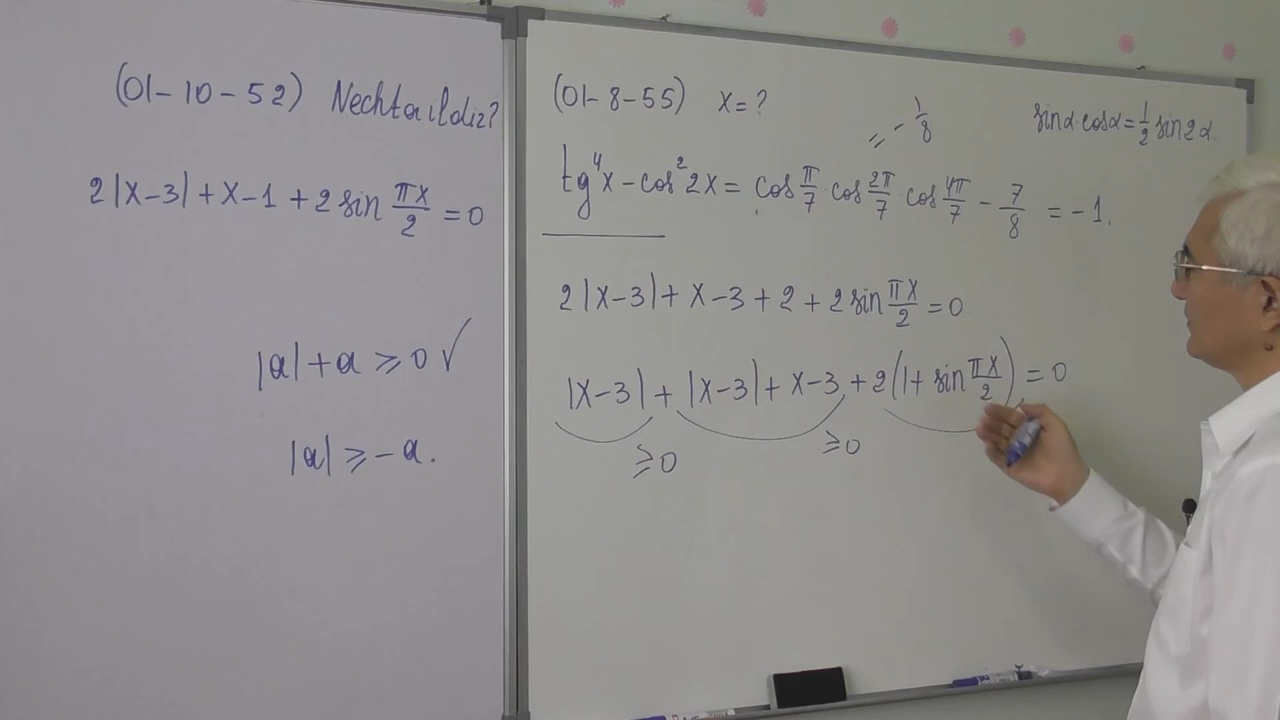 (01-10-52) Nechta ildiz?
2|x-3| + x-1 + 2 sin πx/2 = 0
|a| + a ≥ 0 ✓
|a| ≥ -a.
(01-8-55) x = ?
= -1/8
sinα cosα = 1/2 sin2α.
tg⁴x - cos²2x = cos π/7 cos 2π/7 cos 4π/7 - 7/8 = -1.
2|x-3| + x-3 + 2 + 2 sin πx/2 = 0
|x-3| + |x-3| + x-3 + 2(1 + sin πx/2) = 0
≥0 ≥0